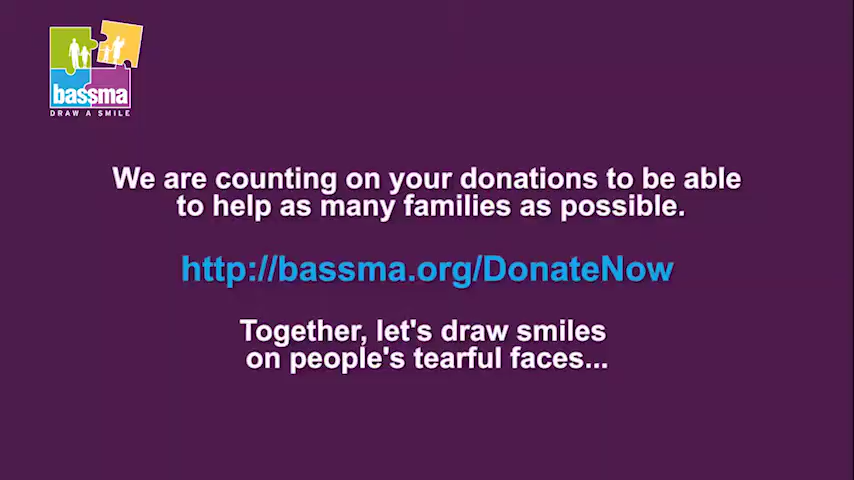 bassma
DRAW A SMILE
We are counting on your donations to be able
to help as many families as possible.
http://bassma.org/DonateNow
Together, let's draw smiles
on people's tearful faces...